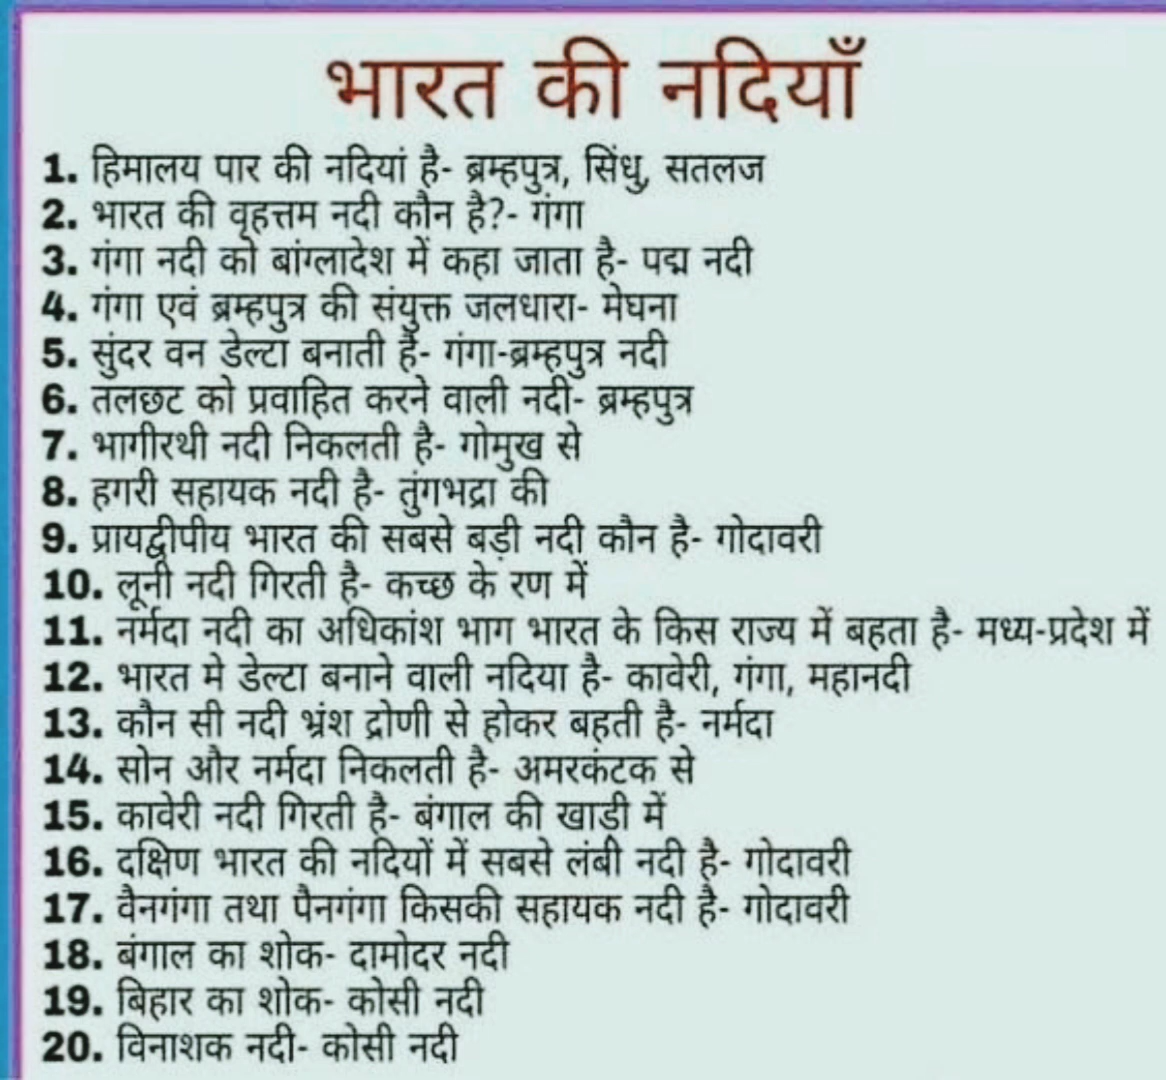 भारत की नदियाँ
1. हिमालय पार की नदियां है- ब्रम्हपुत्र, सिंधु, सतलज
2. भारत की वृहत्तम नदी कौन है?- गंगा
3. गंगा नदी को बांग्लादेश में कहा जाता है- पद्म नदी
4. गंगा एवं ब्रम्हपुत्र की संयुक्त जलधारा- मेघना
5. सुंदर वन डेल्टा बनाती है- गंगा-ब्रम्हपुत्र नदी
6. तलछट को प्रवाहित करने वाली नदी- ब्रम्हपुत्र
7. भागीरथी नदी निकलती है- गोमुख से
8. हगरी सहायक नदी है- तुंगभद्रा की
9. प्रायद्वीपीय भारत की सबसे बड़ी नदी कौन है- गोदावरी
10. लूनी नदी गिरती है- कच्छ के रण में
11. नर्मदा नदी का अधिकांश भाग भारत के किस राज्य में बहता है- मध्य-प्रदेश में
12. भारत मे डेल्टा बनाने वाली नदिया है- कावेरी, गंगा, महानदी
13. कौन सी नदी भ्रंश द्रोणी से होकर बहती है- नर्मदा
14. सोन और नर्मदा निकलती है- अमरकंटक से
15. कावेरी नदी गिरती है- बंगाल की खाड़ी में
16. दक्षिण भारत की नदियों में सबसे लंबी नदी है- गोदावरी
17. वैनगंगा तथा पैनगंगा किसकी सहायक नदी है- गोदावरी
18. बंगाल का शोक- दामोदर नदी
19. बिहार का शोक- कोसी नदी
20. विनाशक नदी- कोसी नदी